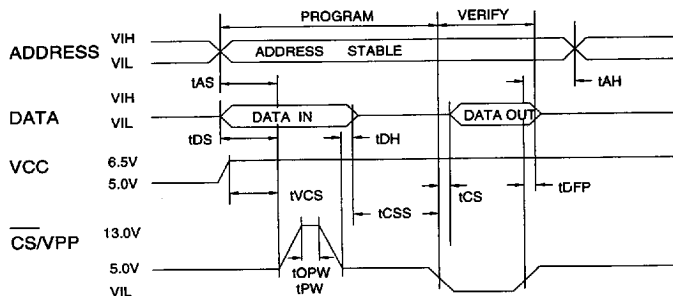 PROGRAM VERIFY
ADDRESS VIH VIL ADDRESS STABLE
tAS tAH
DATA VIH VIL DATA IN DATA OUT
tDS tDH
VCC 6.5V 5.0V
tVCS tCS tDFP
tCSS
CS/VPP 13.0V 5.0V VIL
tOPW
tPW